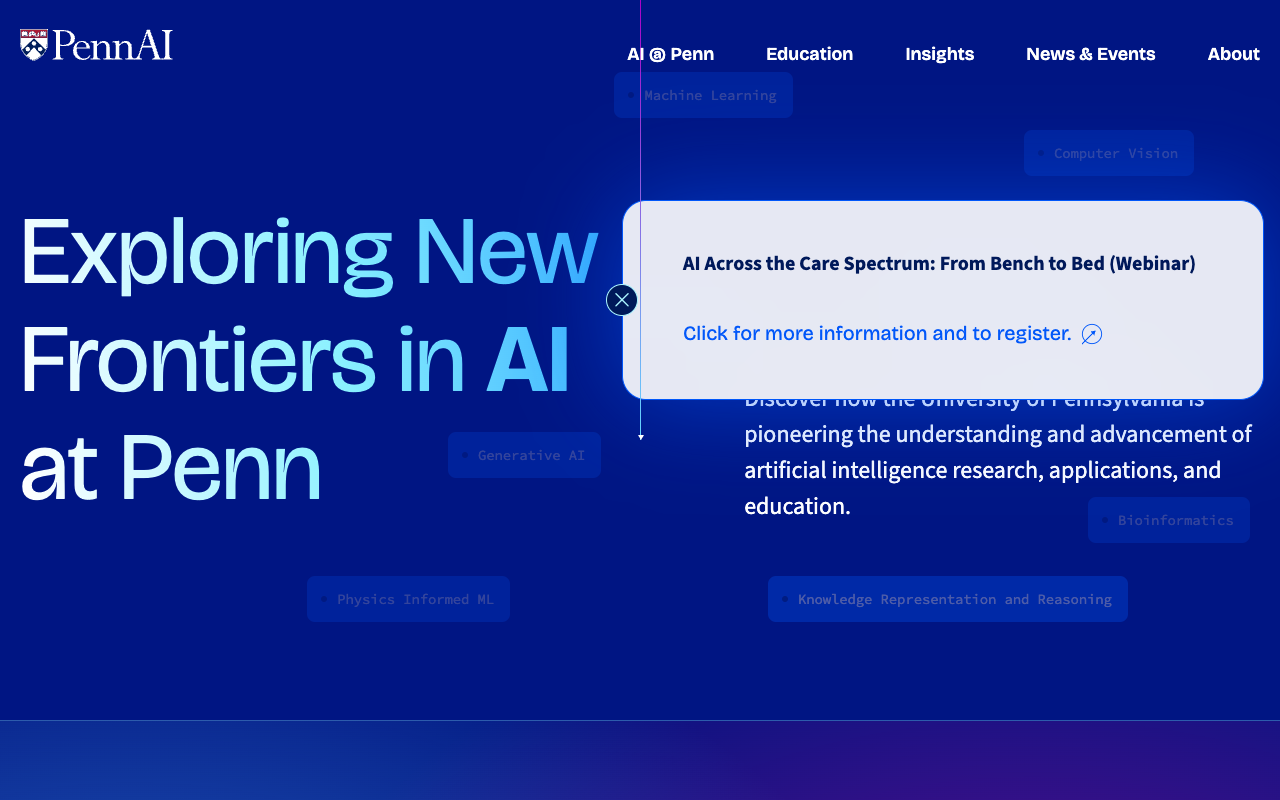 PennAI
AI @ Penn
Education
Insights
News & Events
About
Machine Learning
Computer Vision
Exploring New
Frontiers in AI
at Penn
AI Across the Care Spectrum: From Bench to Bed (Webinar)
Click for more information and to register.
Discover how the University of Pennsylvania is
pioneering the understanding and advancement of
artificial intelligence research, applications, and
education.
Generative AI
Bioinformatics
Physics Informed ML
Knowledge Representation and Reasoning